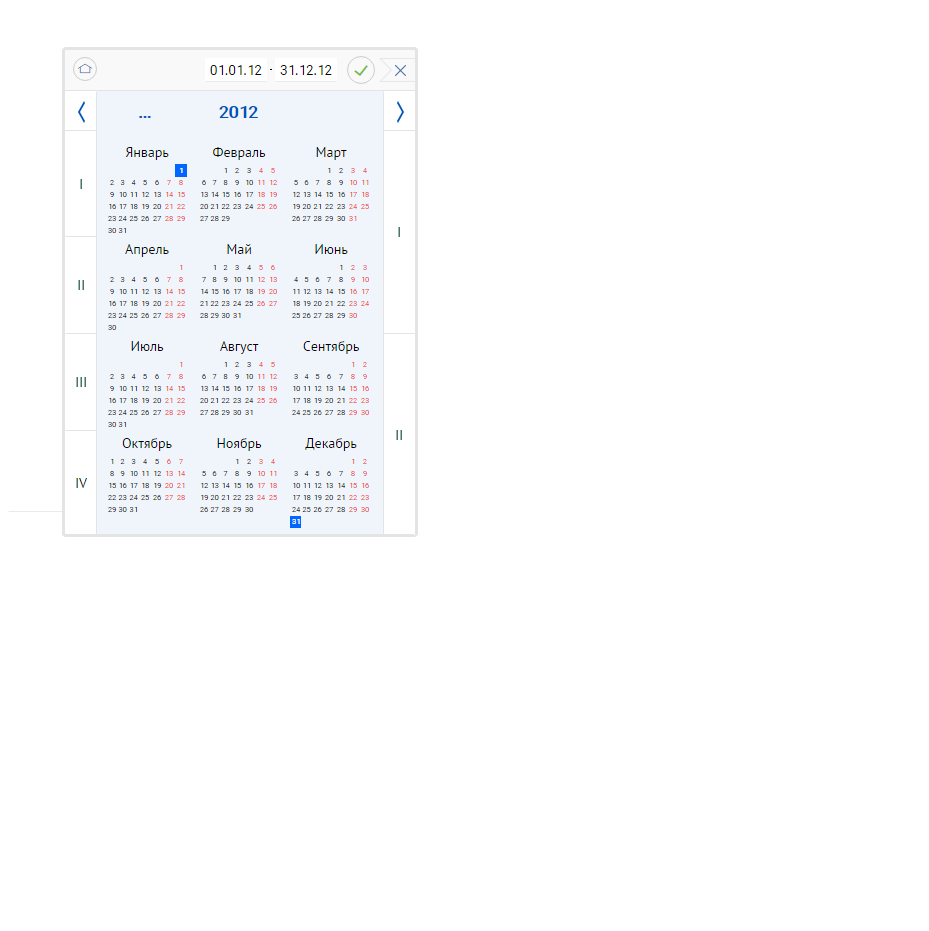 01.01.12 - 31.12.12
... 2012
Январь Февраль Март
1 1 2 3 4 5 1 2 3 4
2 3 4 5 6 7 8 6 7 8 9 10 11 12 5 6 7 8 9 10 11
I
9 10 11 12 13 14 15 13 14 15 16 17 18 19 12 13 14 15 16 17 18
16 17 18 19 20 21 22 20 21 22 23 24 25 26 19 20 21 22 23 24 25
23 24 25 26 27 28 29 27 28 29 26 27 28 29 30 31
30 31
I
Апрель Май Июнь
1 1 2 3 4 5 6 1 2 3
2 3 4 5 6 7 8 7 8 9 10 11 12 13 4 5 6 7 8 9 10
II
9 10 11 12 13 14 15 14 15 16 17 18 19 20 11 12 13 14 15 16 17
16 17 18 19 20 21 22 21 22 23 24 25 26 27 18 19 20 21 22 23 24
23 24 25 26 27 28 29 28 29 30 31 25 26 27 28 29 30
30
Июль Август Сентябрь
1 1 2 3 4 5 1 2
2 3 4 5 6 7 8 6 7 8 9 10 11 12 3 4 5 6 7 8 9
III
9 10 11 12 13 14 15 13 14 15 16 17 18 19 10 11 12 13 14 15 16
16 17 18 19 20 21 22 20 21 22 23 24 25 26 17 18 19 20 21 22 23
23 24 25 26 27 28 29 27 28 29 30 31 24 25 26 27 28 29 30
30 31
II
Октябрь Ноябрь Декабрь
1 2 3 4 5 6 7 1 2 3 4 1 2
8 9 10 11 12 13 14 5 6 7 8 9 10 11 3 4 5 6 7 8 9
IV
15 16 17 18 19 20 21 12 13 14 15 16 17 18 10 11 12 13 14 15 16
22 23 24 25 26 27 28 19 20 21 22 23 24 25 17 18 19 20 21 22 23
29 30 31 26 27 28 29 30 24 25 26 27 28 29 30
31